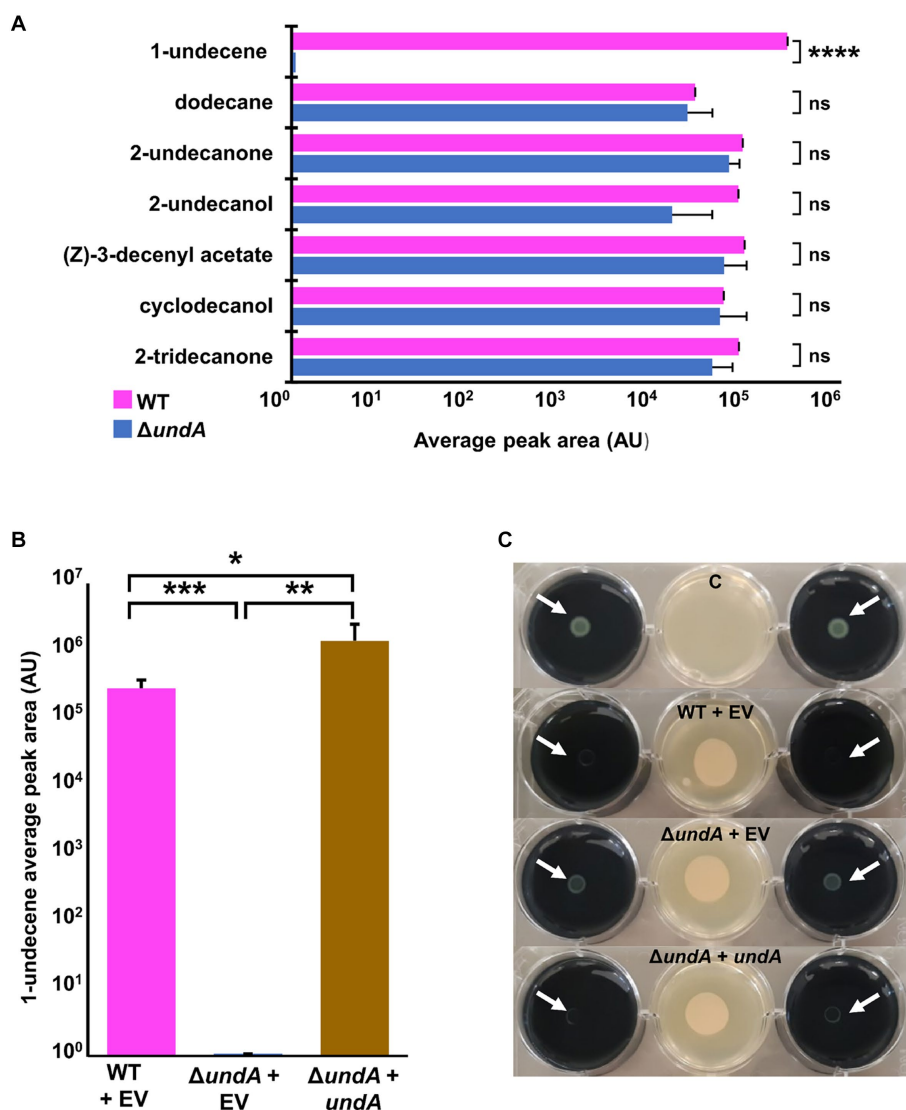 A
1-undecene
****
dodecane
ns
2-undecanone
ns
2-undecanol
ns
(Z)-3-decenyl acetate
ns
cyclodecanol
ns
2-tridecanone
ns
10⁰ 10¹ 10² 10³ 10⁴ 10⁵ 10⁶
WT
ΔundA
Average peak area (AU)
B
1-undecene average peak area (AU)
10⁷
10⁶
10⁵
10⁴
10³
10²
10¹
10⁰
*
*** **
WT
+ EV
ΔundA +
EV
ΔundA +
undA
C
C
WT + EV
ΔundA + EV
ΔundA + undA